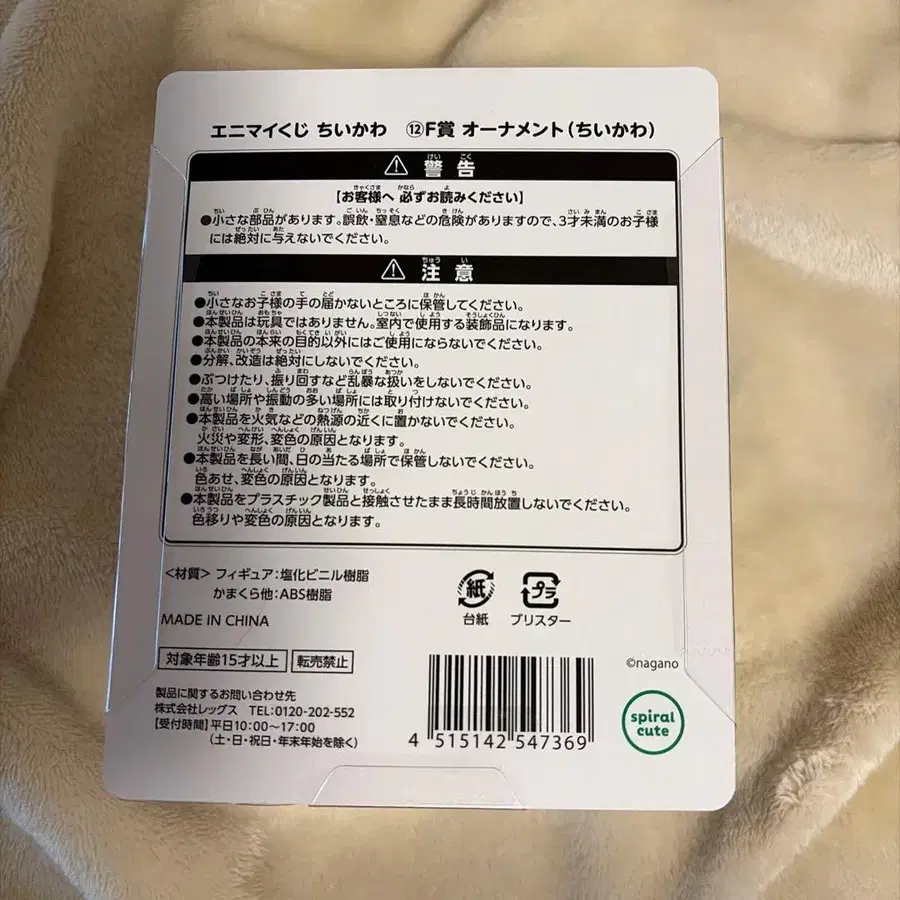 エニマイくじ ちいかわ ⑫F賞 オーナメント(ちいかわ)
⚠ 警告
【お客様へ 必ずお読みください】
●小さな部品があります。誤飲・窒息などの危険がありますので、3才未満のお子様
には絶対に与えないでください。
⚠ 注意
●小さなお子様の手の届かないところに保管してください。
●本製品は玩具ではありません。室内で使用する装飾品になります。
●本製品の本来の目的以外にはご使用にならないでください。
●分解、改造は絶対にしないでください。
●ぶつけたり、振り回すなど乱暴な扱いをしないでください。
●高い場所や振動の多い場所には取り付けないでください。
●本製品を火気などの熱源の近くに置かないでください。
火災や変形、変色の原因となります。
●本製品を長い間、日の当たる場所で保管しないでください。
色あせ、変色の原因となります。
●本製品をプラスチック製品と接触させたまま長時間放置しないでください。
色移りや変色の原因となります。
<材質> フィギュア:塩化ビニル樹脂
かまくら他:ABS樹脂
紙
台紙
プラ
ブリスター
MADE IN CHINA
対象年齢15才以上 転売禁止
©nagano
製品に関するお問い合わせ先
株式会社レッグス TEL:0120-202-552
【受付時間】平日10:00~17:00
(土・日・祝日・年末年始を除く)
4 515142 547369
spiral
cute